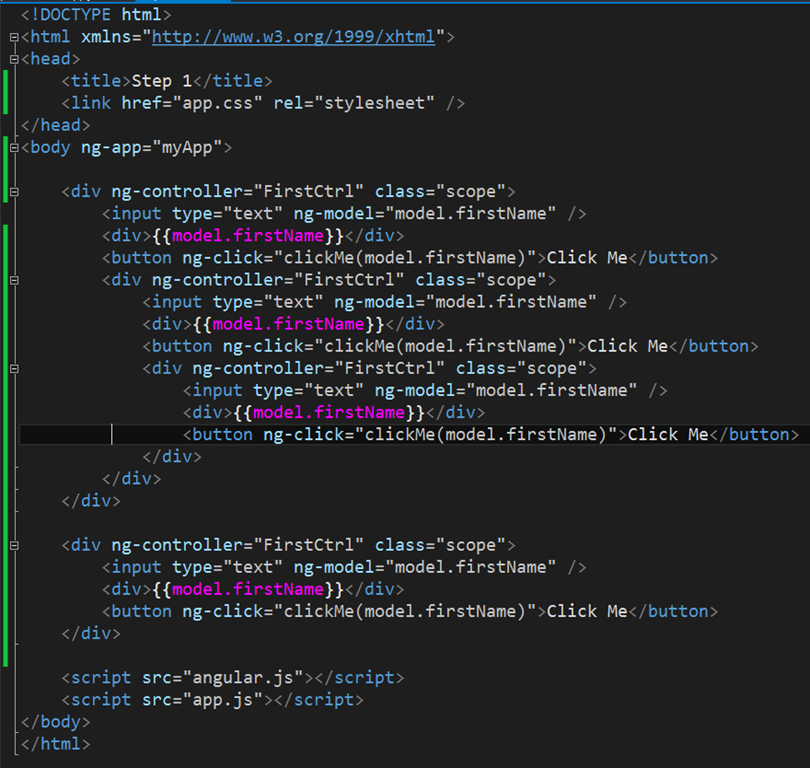 <!DOCTYPE html>
<html xmlns="http://www.w3.org/1999/xhtml">
<head>
    <title>Step 1</title>
    <link href="app.css" rel="stylesheet" />
</head>
<body ng-app="myApp">

    <div ng-controller="FirstCtrl" class="scope">
        <input type="text" ng-model="model.firstName" />
        <div>{{model.firstName}}</div>
        <button ng-click="clickMe(model.firstName)">Click Me</button>
        <div ng-controller="FirstCtrl" class="scope">
            <input type="text" ng-model="model.firstName" />
            <div>{{model.firstName}}</div>
            <button ng-click="clickMe(model.firstName)">Click Me</button>
            <div ng-controller="FirstCtrl" class="scope">
                <input type="text" ng-model="model.firstName" />
                <div>{{model.firstName}}</div>
                <button ng-click="clickMe(model.firstName)">Click Me</button>
            </div>
        </div>
    </div>

    <div ng-controller="FirstCtrl" class="scope">
        <input type="text" ng-model="model.firstName" />
        <div>{{model.firstName}}</div>
        <button ng-click="clickMe(model.firstName)">Click Me</button>
    </div>

    <script src="angular.js"></script>
    <script src="app.js"></script>
</body>
</html>